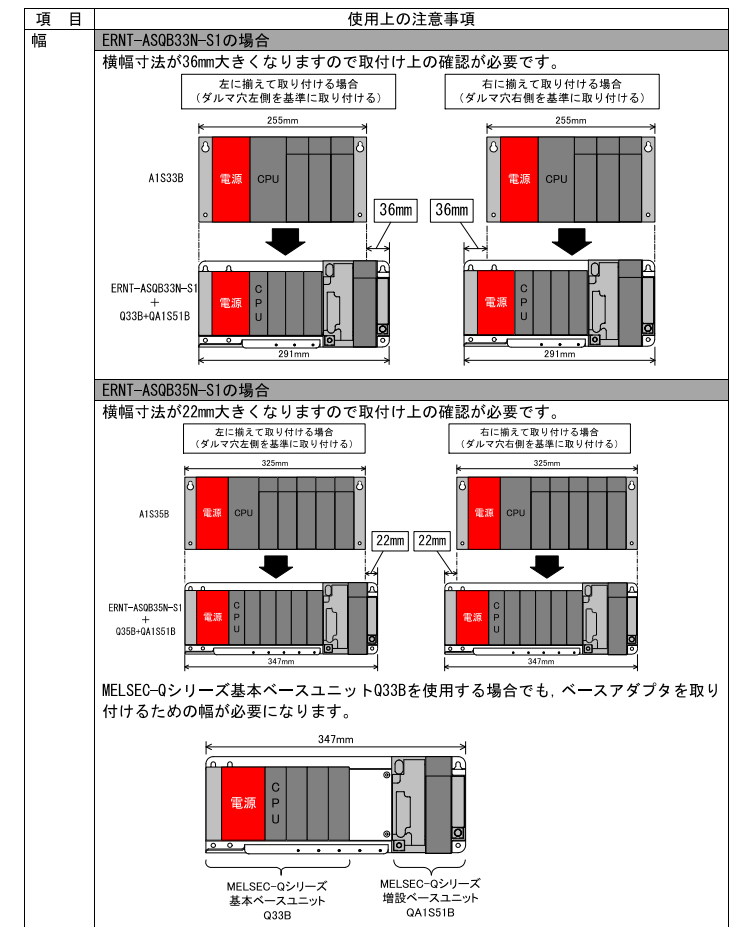 項　目
使用上の注意事項
幅
ERNT-ASQB33N-S1の場合
横幅寸法が36mm大きくなりますので取付け上の確認が必要です。
左に揃えて取り付ける場合
（ダルマ穴左側を基準に取り付ける）
右に揃えて取り付ける場合
（ダルマ穴右側を基準に取り付ける）
255mm
255mm
A1S33B
電源
CPU
電源
CPU
36mm
36mm
ERNT-ASQB33N-S1
+
Q33B+QA1S51B
電源
C
P
U
電源
C
P
U
291mm
291mm
ERNT-ASQB35N-S1の場合
横幅寸法が22mm大きくなりますので取付け上の確認が必要です。
左に揃えて取り付ける場合
（ダルマ穴左側を基準に取り付ける）
右に揃えて取り付ける場合
（ダルマ穴右側を基準に取り付ける）
325mm
325mm
A1S35B
電源
CPU
電源
CPU
22mm
22mm
ERNT-ASQB35N-S1
+
Q35B+QA1S51B
電源
C
P
U
電源
C
P
U
347mm
347mm
MELSEC-Qシリーズ基本ベースユニットQ33Bを使用する場合でも，ベースアダプタを取り
付けるための幅が必要になります。
347mm
電源
C
P
U
MELSEC-Qシリーズ
基本ベースユニット
Q33B
MELSEC-Qシリーズ
増設ベースユニット
QA1S51B